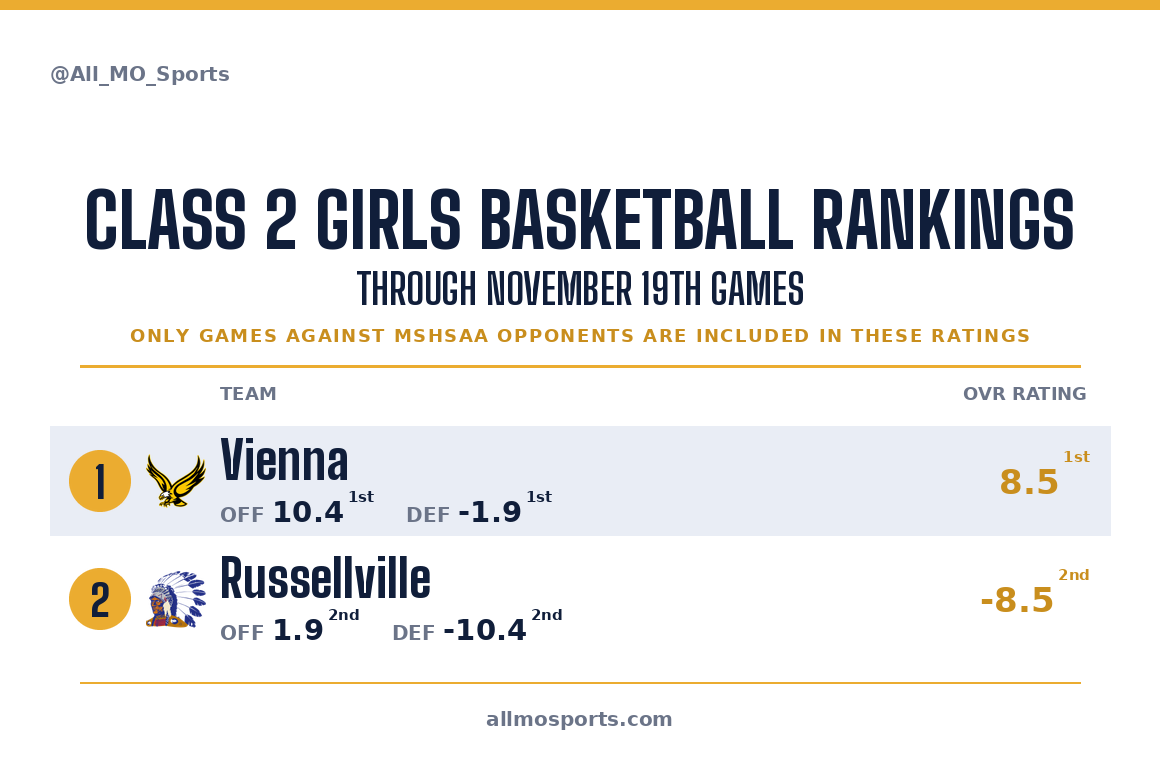 @All_MO_Sports
CLASS 2 GIRLS BASKETBALL RANKINGS
THROUGH NOVEMBER 19TH GAMES
ONLY GAMES AGAINST MSHSAA OPPONENTS ARE INCLUDED IN THESE RATINGS
TEAM OVR RATING
1 Vienna 8.5 1st
OFF 10.4 1st DEF -1.9 1st
2 Russellville -8.5 2nd
OFF 1.9 2nd DEF -10.4 2nd
allmosports.com